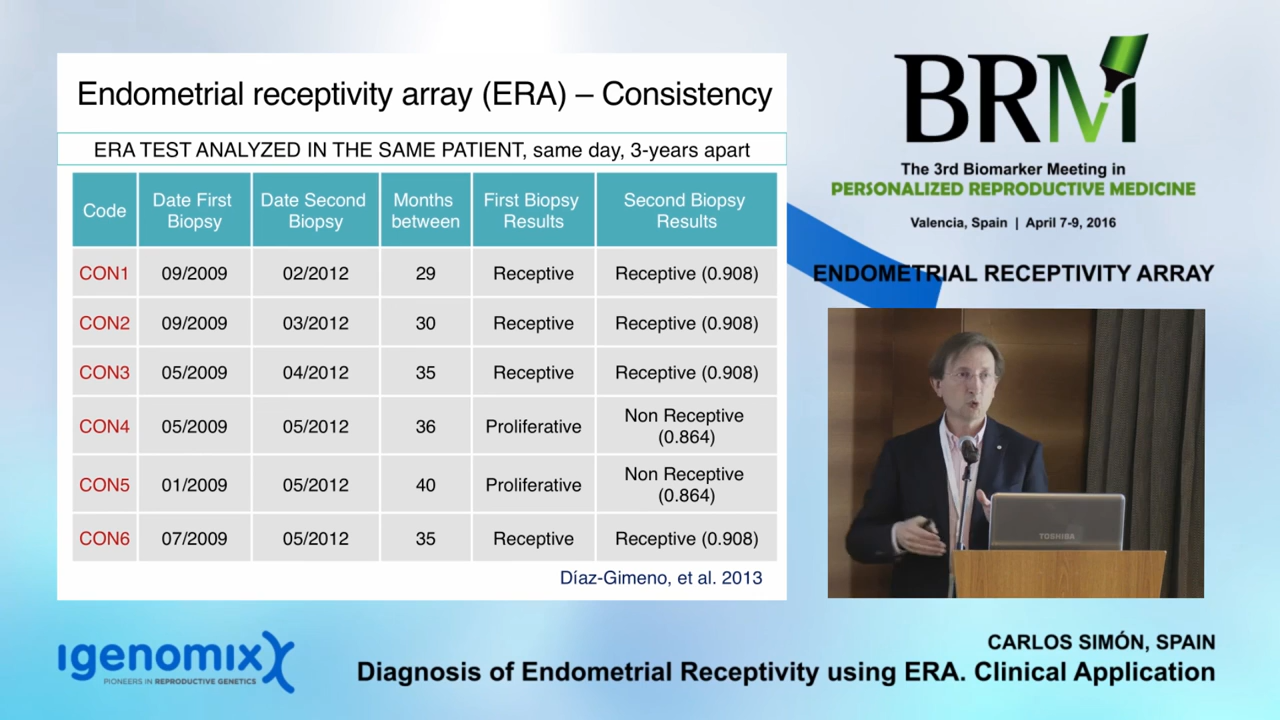 Endometrial receptivity array (ERA) – Consistency
ERA TEST ANALYZED IN THE SAME PATIENT, same day, 3-years apart
Code Date First Biopsy Date Second Biopsy Months between First Biopsy Results Second Biopsy Results
CON1 09/2009 02/2012 29 Receptive Receptive (0.908)
CON2 09/2009 03/2012 30 Receptive Receptive (0.908)
CON3 05/2009 04/2012 35 Receptive Receptive (0.908)
CON4 05/2009 05/2012 36 Proliferative Non Receptive (0.864)
CON5 01/2009 05/2012 40 Proliferative Non Receptive (0.864)
CON6 07/2009 05/2012 35 Receptive Receptive (0.908)
Díaz-Gimeno, et al. 2013
BRM
The 3rd Biomarker Meeting in
PERSONALIZED REPRODUCTIVE MEDICINE
Valencia, Spain | April 7-9, 2016
ENDOMETRIAL RECEPTIVITY ARRAY
TOSHIBA
igenomix
PIONEERS IN REPRODUCTIVE GENETICS
CARLOS SIMÓN, SPAIN
Diagnosis of Endometrial Receptivity using ERA. Clinical Application